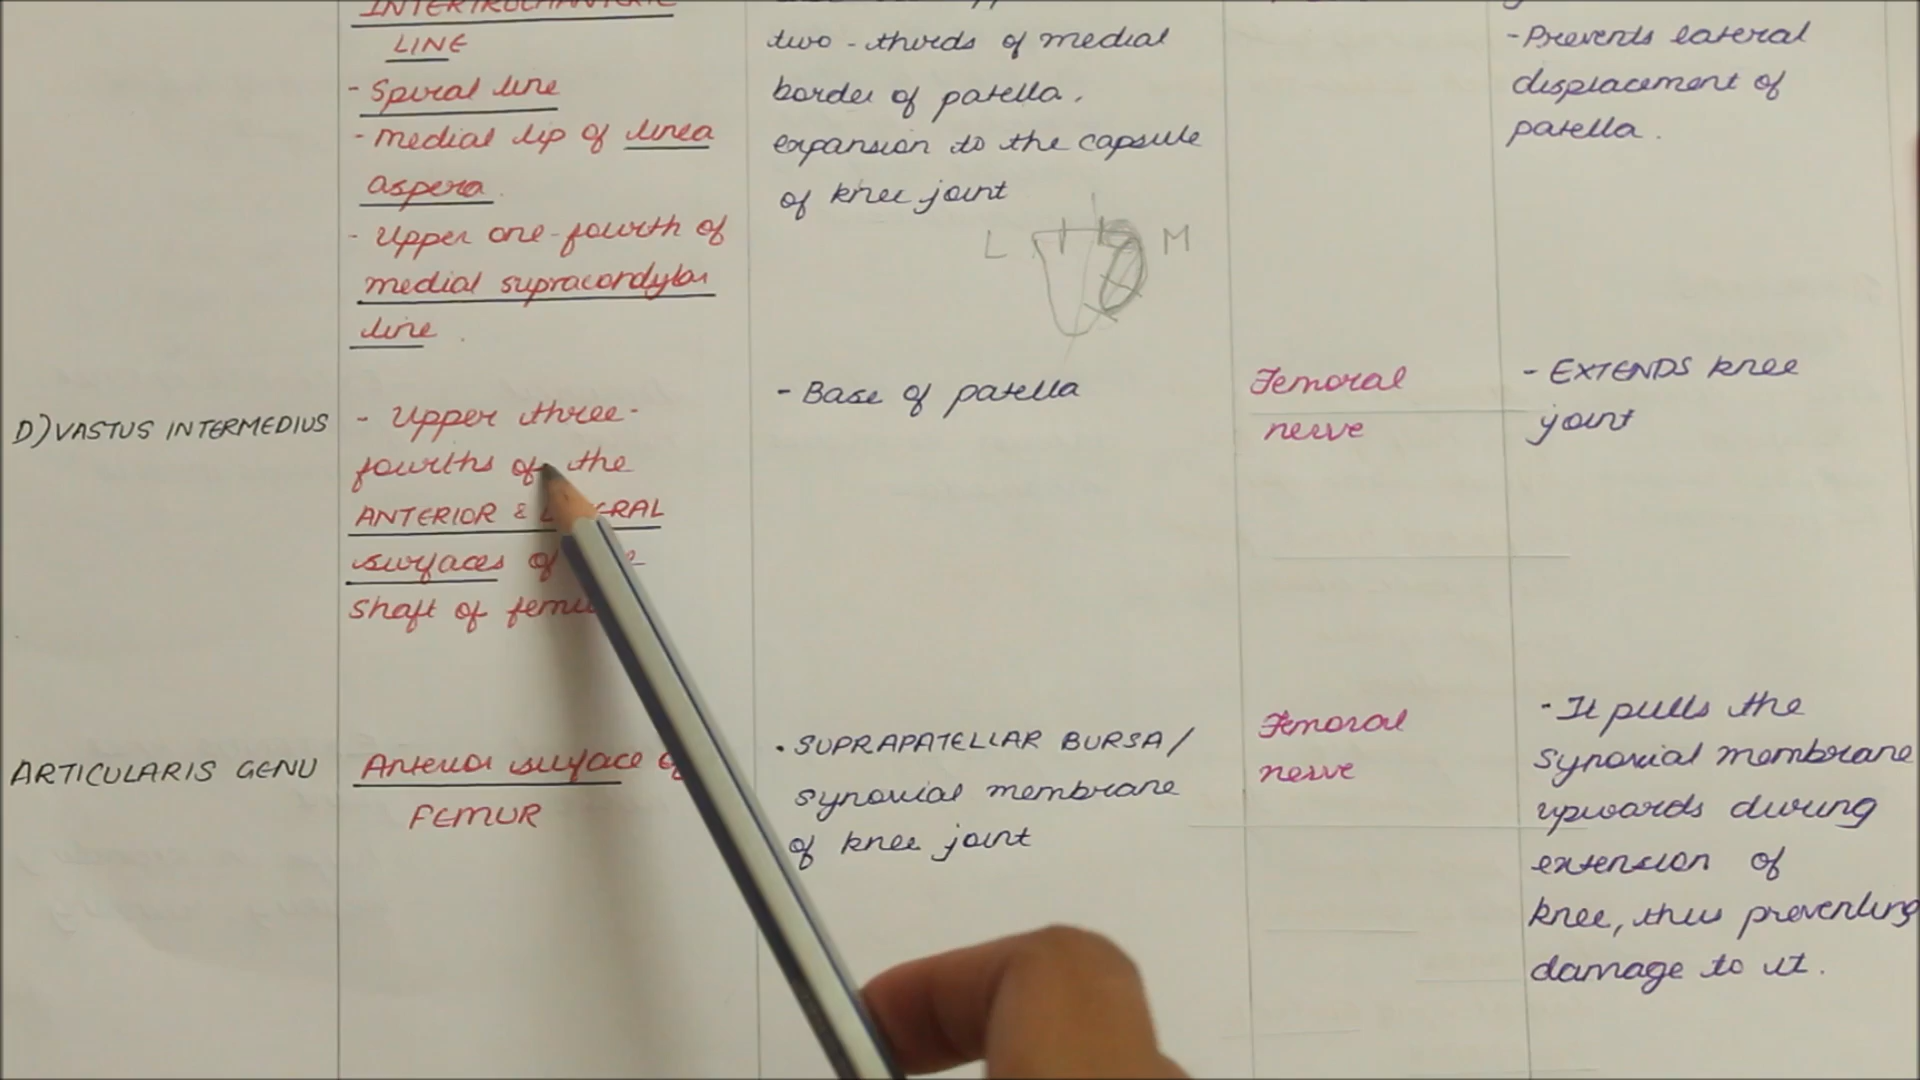 LINE
- Spiral line
- Medial lip of linea
aspera.
- Upper one-fourth of
medial supracondylar
line.
two-thirds of medial
border of patella.
expansion to the capsule
of knee joint
L M
- Prevents lateral
displacement of
patella.
D) VASTUS INTERMEDIUS
- Upper three-
fourths of the
ANTERIOR &
surfaces of
shaft of
- Base of patella
Femoral
nerve
- EXTENDS knee
joint
ARTICULARIS GENU
Anterior surface
FEMUR
• SUPRAPATELLAR BURSA/
synovial membrane
of knee joint
Femoral
nerve
- It pulls the
synovial membrane
upwards during
extension of
knee, thus preventing
damage to it.